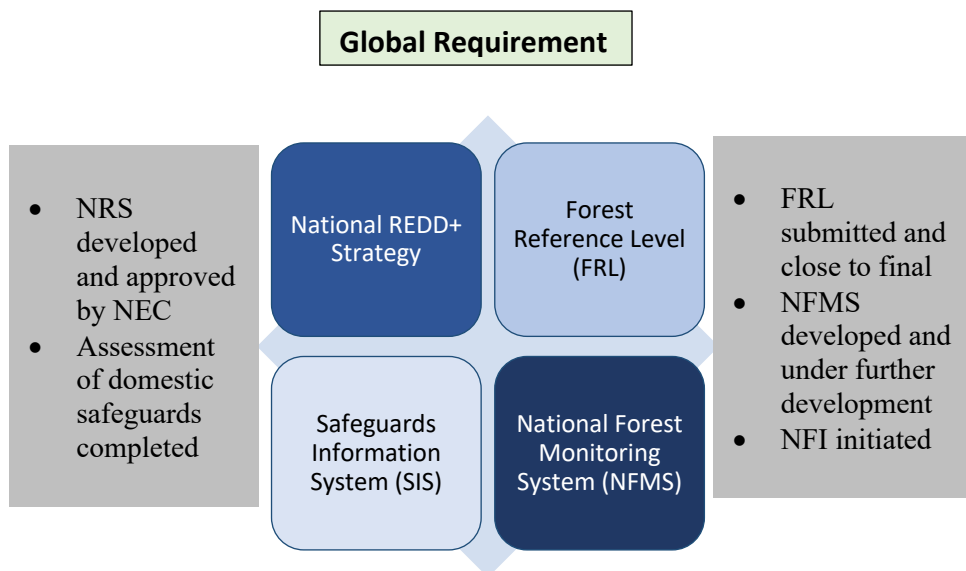 Global Requirement
• NRS
developed
and approved
by NEC
• Assessment
of domestic
safeguards
completed
National REDD+
Strategy
Forest
Reference Level
(FRL)
Safeguards
Information
System (SIS)
National Forest
Monitoring
System (NFMS)
• FRL
submitted and
close to final
• NFMS
developed and
under further
development
• NFI initiated